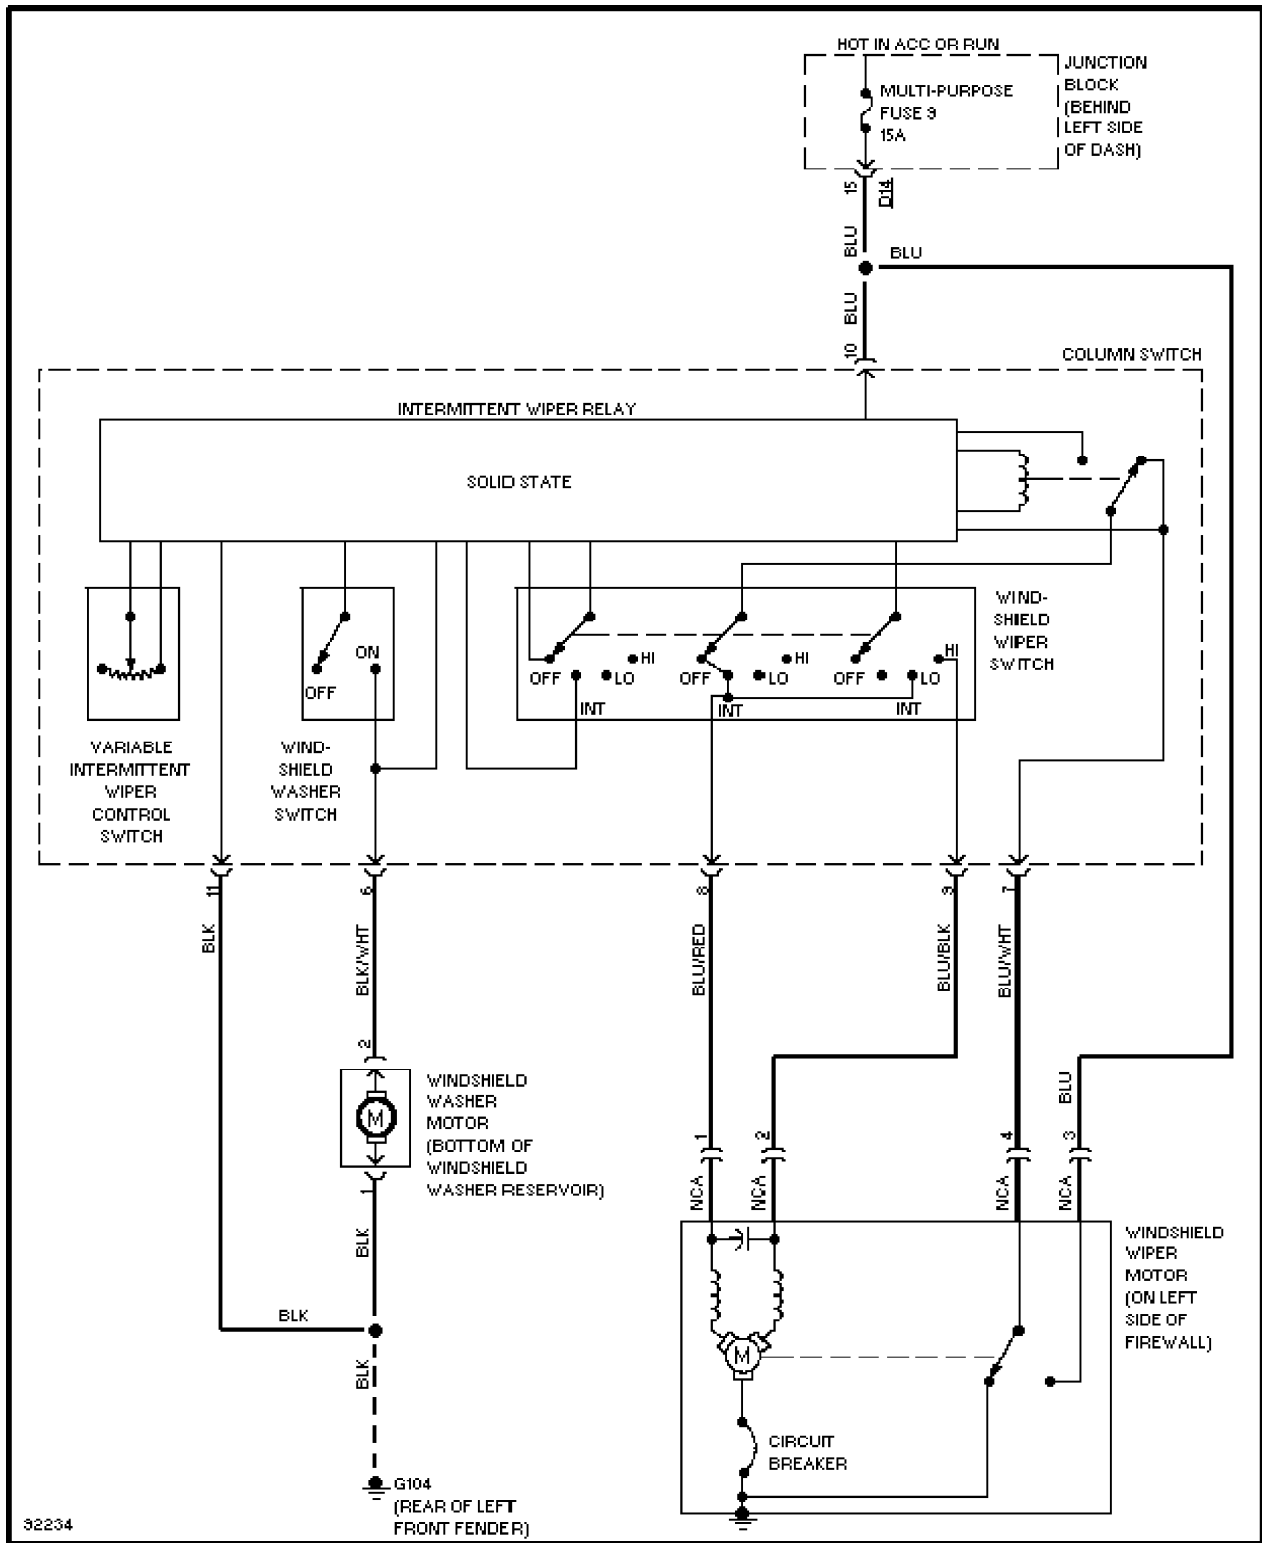 HOT IN ACC OR RUN
JUNCTION
BLOCK
(BEHIND
LEFT SIDE
OF DASH)
MULTI-PURPOSE
FUSE 9
15A
15
D14
BLU
BLU
BLU
10
COLUMN SWITCH
INTERMITTENT WIPER RELAY
SOLID STATE
WIND-
SHIELD
WIPER
SWITCH
ON
OFF
OFF
INT
LO
HI
OFF
INT
LO
HI
OFF
INT
LO
HI
VARIABLE
INTERMITTENT
WIPER
CONTROL
SWITCH
WIND-
SHIELD
WASHER
SWITCH
11
6
8
9
7
BLK
BLK/WHT
BLU/RED
BLU/BLK
BLU/WHT
2
WINDSHIELD
WASHER
MOTOR
(BOTTOM OF
WINDSHIELD
WASHER RESERVOIR)
M
1
BLK
BLU
1
2
4
3
NCA
NCA
NCA
NCA
WINDSHIELD
WIPER
MOTOR
(ON LEFT
SIDE OF
FIREWALL)
BLK
BLK
M
CIRCUIT
BREAKER
G104
(REAR OF LEFT
FRONT FENDER)
92234